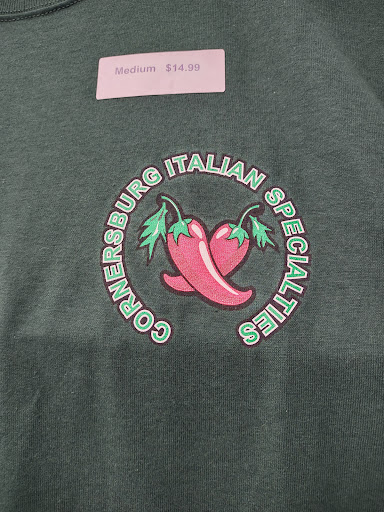 Medium $14.99
CORNERSBURG ITALIAN SPECIALTIES